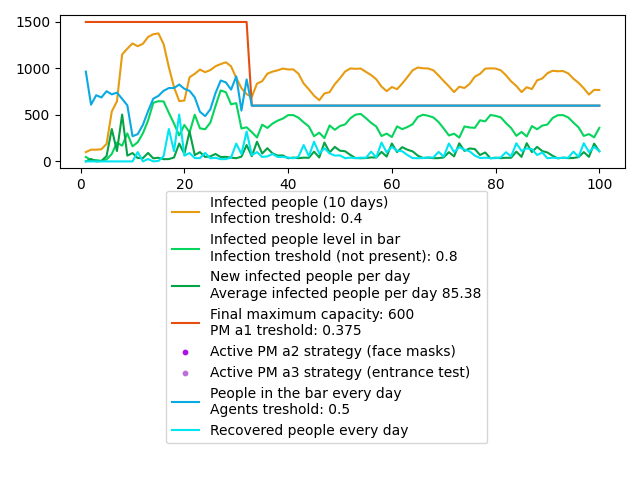 1500
1000
500
0
0
20
40
60
80
100
Infected people (10 days)
Infection treshold: 0.4
Infected people level in bar
Infection treshold (not present): 0.8
New infected people per day
Average infected people per day 85.38
Final maximum capacity: 600
PM a1 treshold: 0.375
Active PM a2 strategy (face masks)
Active PM a3 strategy (entrance test)
People in the bar every day
Agents treshold: 0.5
Recovered people every day